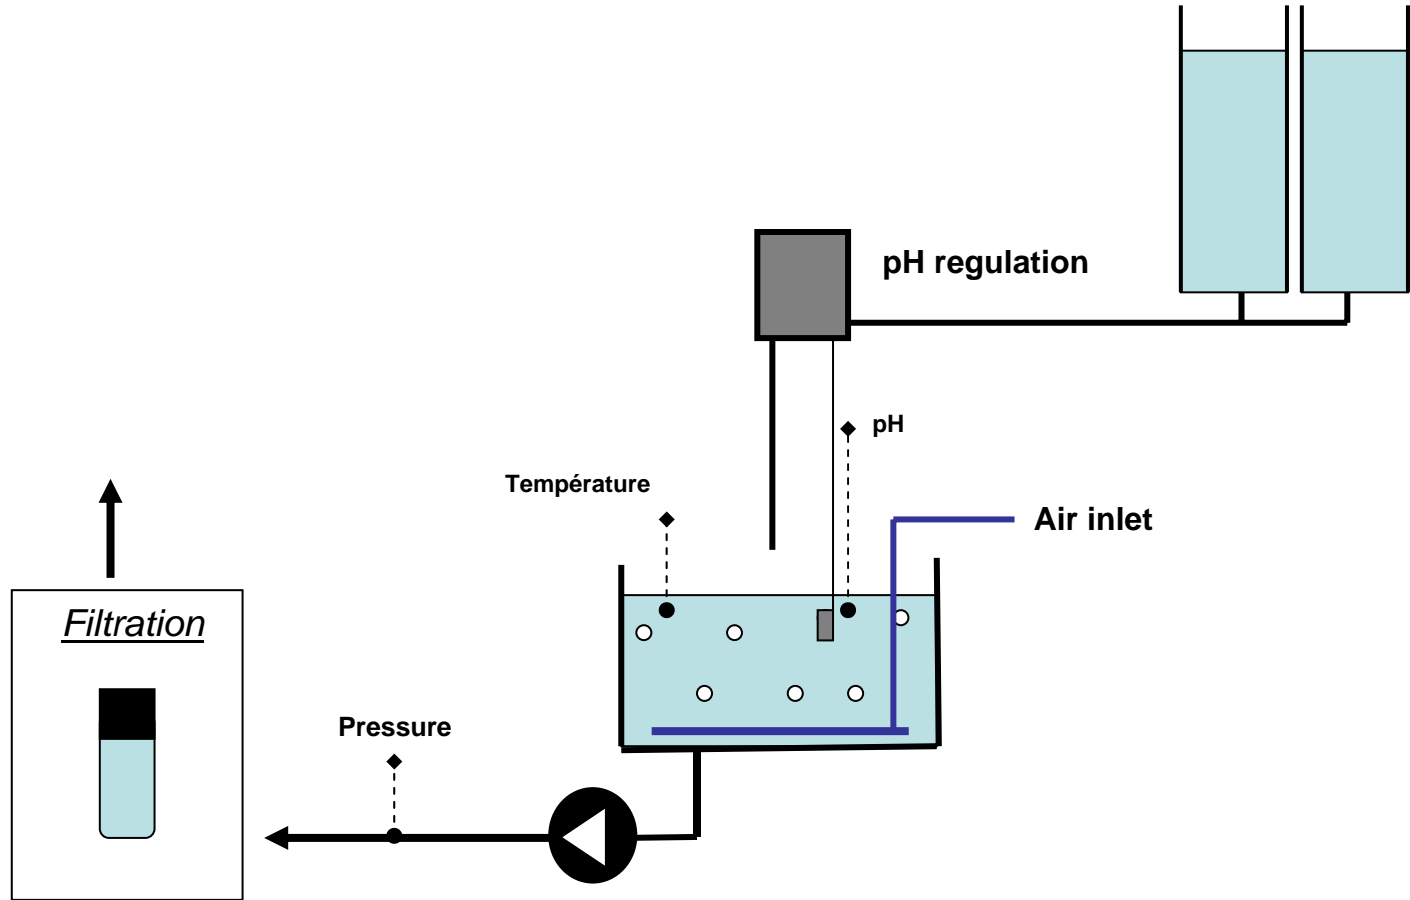 pH regulation
pH
Température
Air inlet
Filtration
Pressure